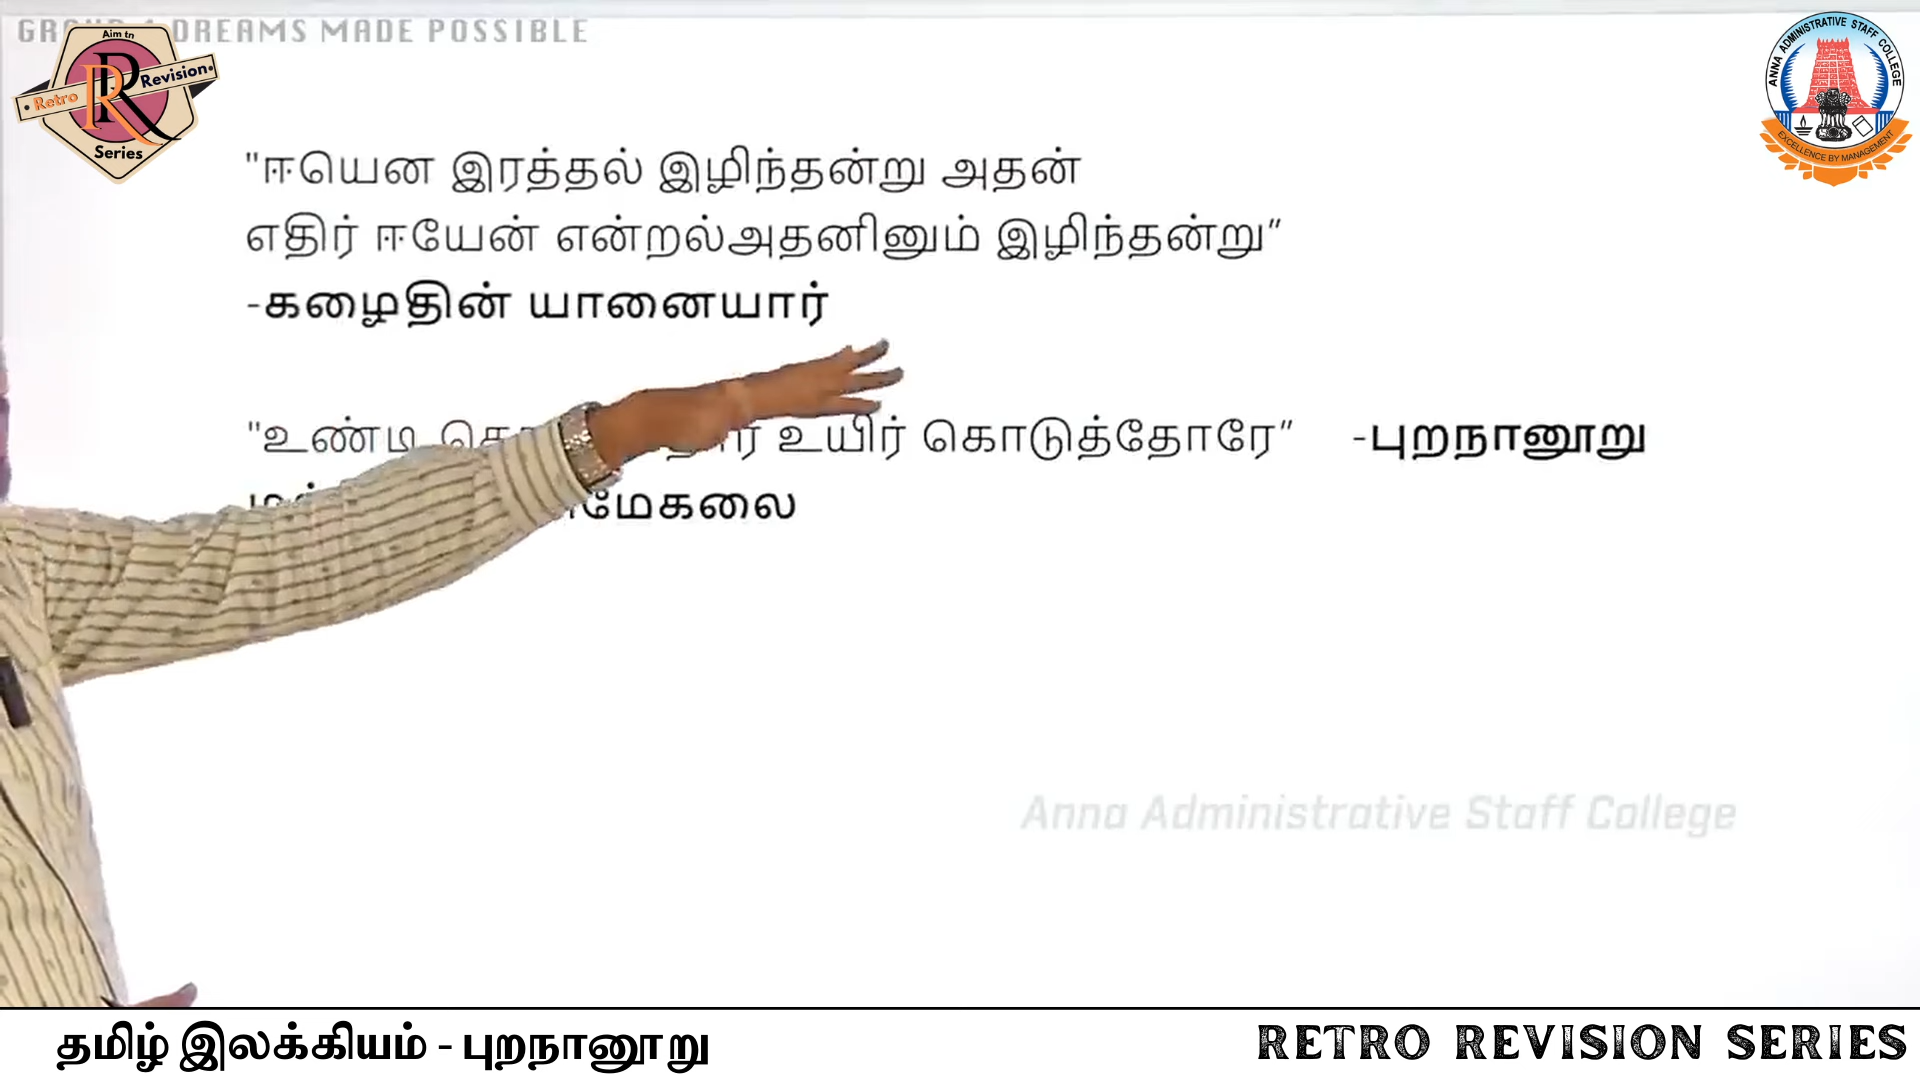 DREAMS MADE POSSIBLE
Aim tn
Retro RR Revision
Series
ANNA ADMINISTRATIVE STAFF COLLEGE
EXCELLENCE BY MANAGEMENT
"ஈயென இரத்தல் இழிந்தன்று அதன்
எதிர் ஈயேன் என்றல்அதனினும் இழிந்தன்று”
-கழைதின் யானையார்
"உண்டி உயிர் கொடுத்தோரே” -புறநானூறு
Anna Administrative Staff College
தமிழ் இலக்கியம் - புறநானூறு
RETRO REVISION SERIES